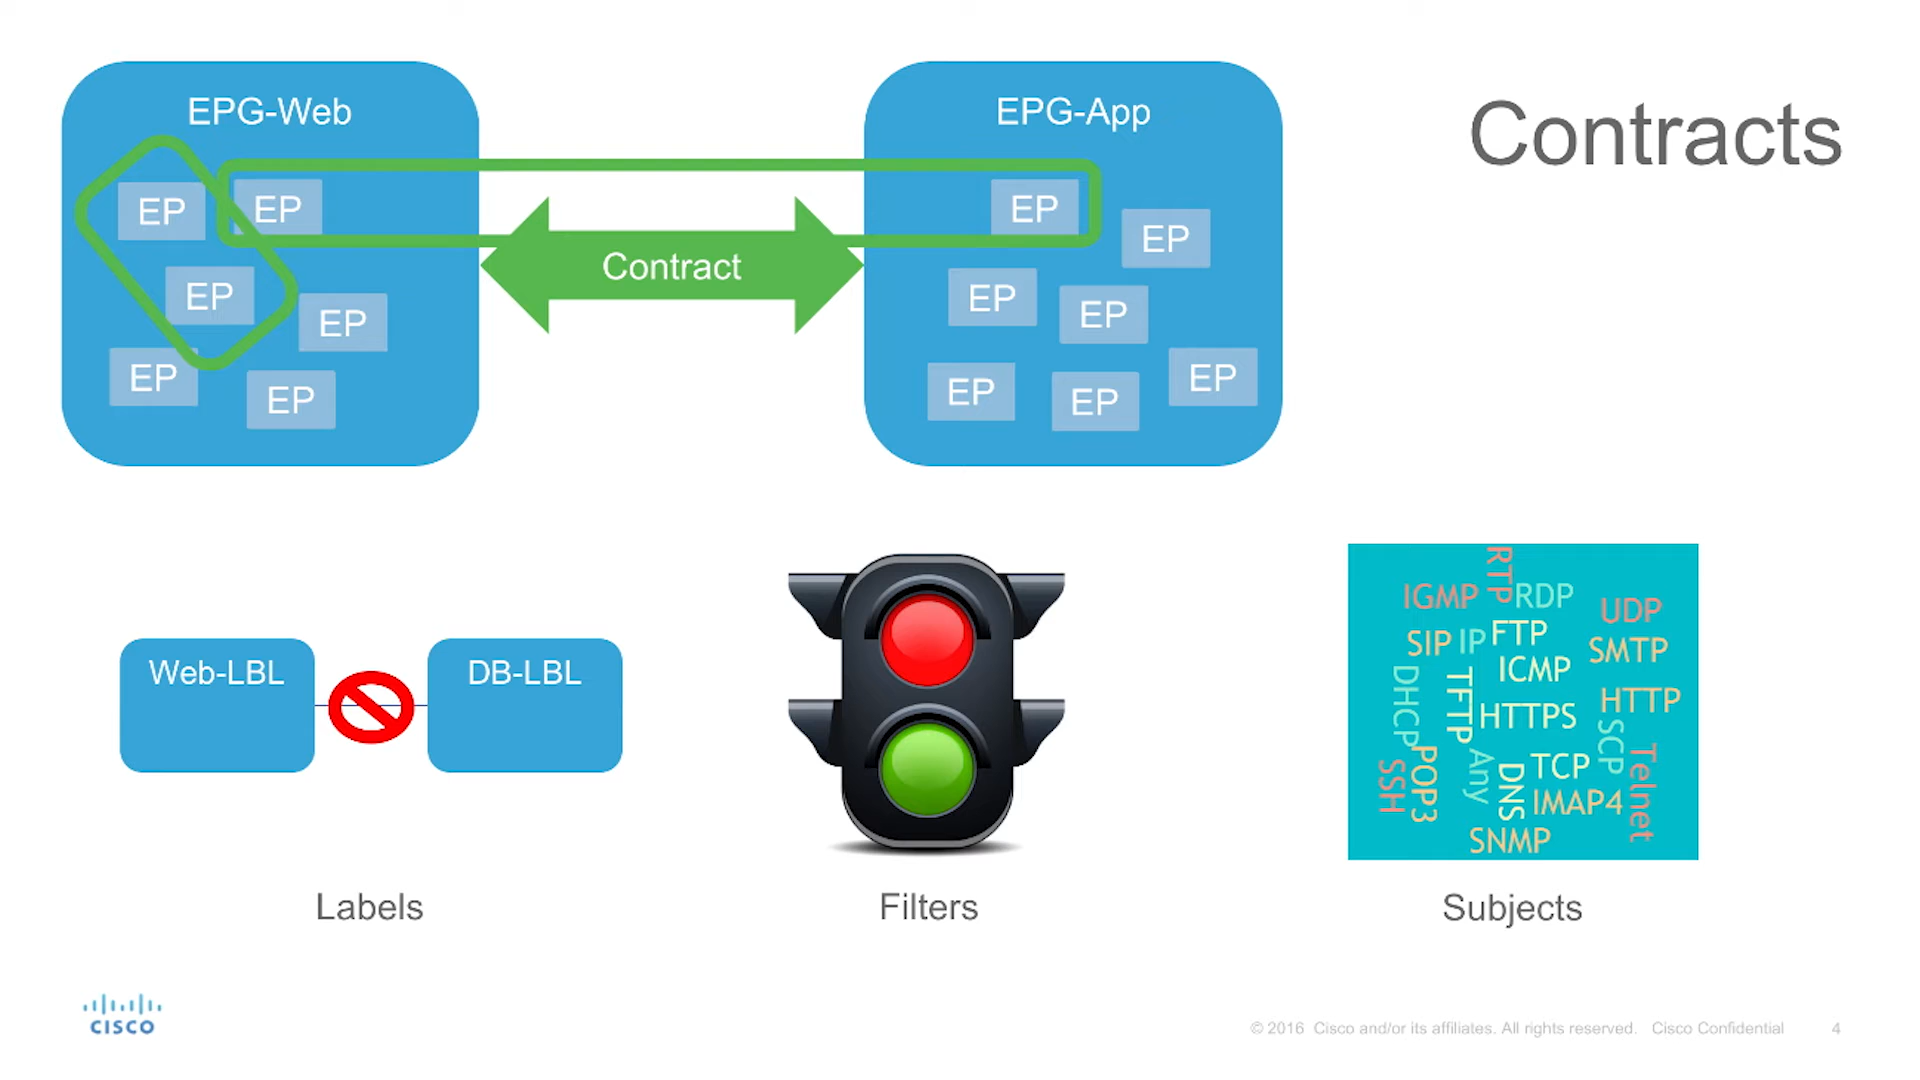 Contracts
EPG-Web
EP
EP
EP
EP
EP
EP
Contract
EPG-App
EP
EP
EP
EP
EP
EP
EP
Web-LBL
DB-LBL
Labels
Filters
RTP
IGMP
RDP
UDP
SIP
IP
FTP
SMTP
ICMP
DHCP
TFTP
HTTPS
HTTP
SCP
Telnet
SSH
POP3
Any
DNS
TCP
IMAP4
SNMP
Subjects
CISCO
© 2016 Cisco and/or its affiliates. All rights reserved. Cisco Confidential 4